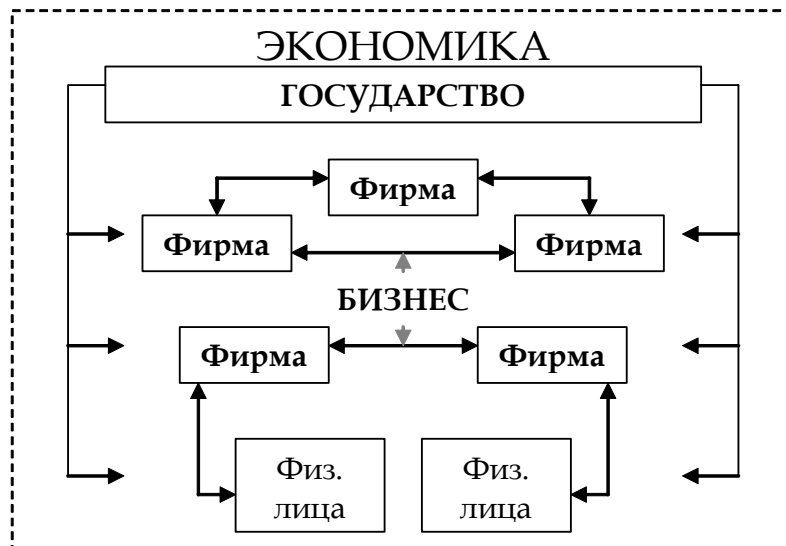 ЭКОНОМИКА
ГОСУДАРСТВО
Фирма
Фирма
Фирма
БИЗНЕС
Фирма
Фирма
Физ.
лица
Физ.
лица